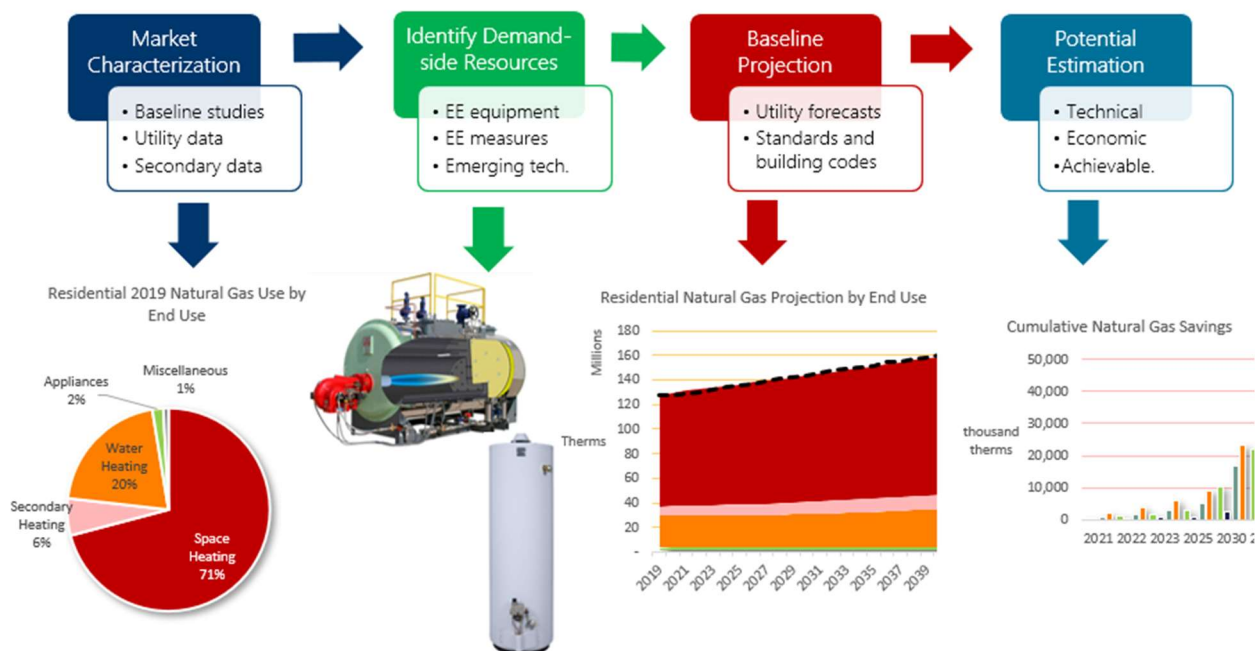 Market
Characterization
• Baseline studies
• Utility data
• Secondary data
Identify Demand-
side Resources
• EE equipment
• EE measures
• Emerging tech.
Baseline
Projection
• Utility forecasts
• Standards and
building codes
Potential
Estimation
• Technical
• Economic
•Achievable.
Residential 2019 Natural Gas Use by
End Use
Miscellaneous
1%
Appliances
2%
Water
Heating
20%
Secondary
Heating
6%
Space
Heating
71%
Residential Natural Gas Projection by End Use
Millions
Therms
180
160
140
120
100
80
60
40
20
-
2019
2021
2023
2025
2027
2029
2031
2033
2035
2037
2039
Cumulative Natural Gas Savings
thousand
therms
50,000
40,000
30,000
20,000
10,000
0
2021 2022 2023 2025 2030 2